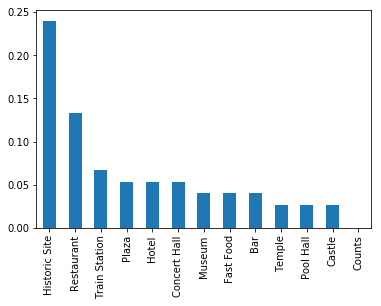 0.25
0.20
0.15
0.10
0.05
0.00
Historic Site
Restaurant
Train Station
Plaza
Hotel
Concert Hall
Museum
Fast Food
Bar
Temple
Pool Hall
Castle
Counts